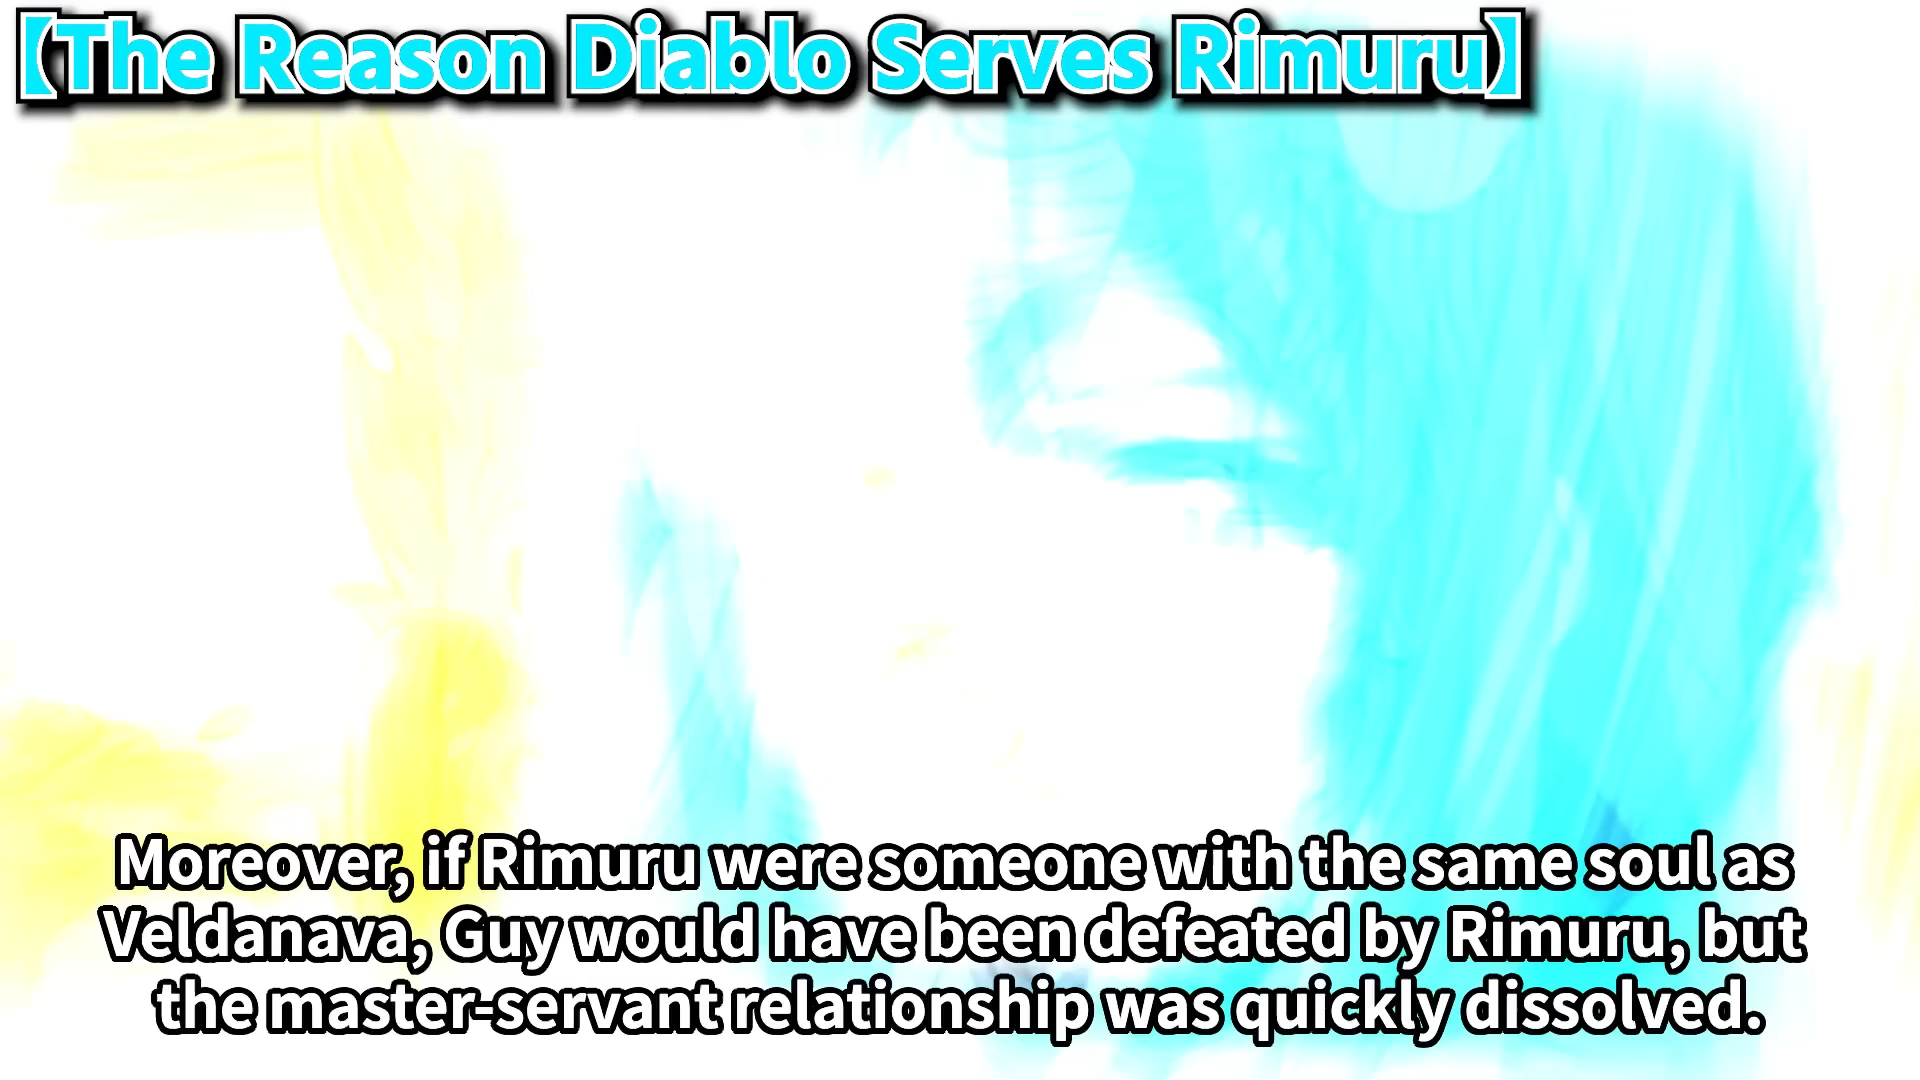 【The Reason Diablo Serves Rimuru】
Moreover, if Rimuru were someone with the same soul as
Veldanava, Guy would have been defeated by Rimuru, but
the master-servant relationship was quickly dissolved.